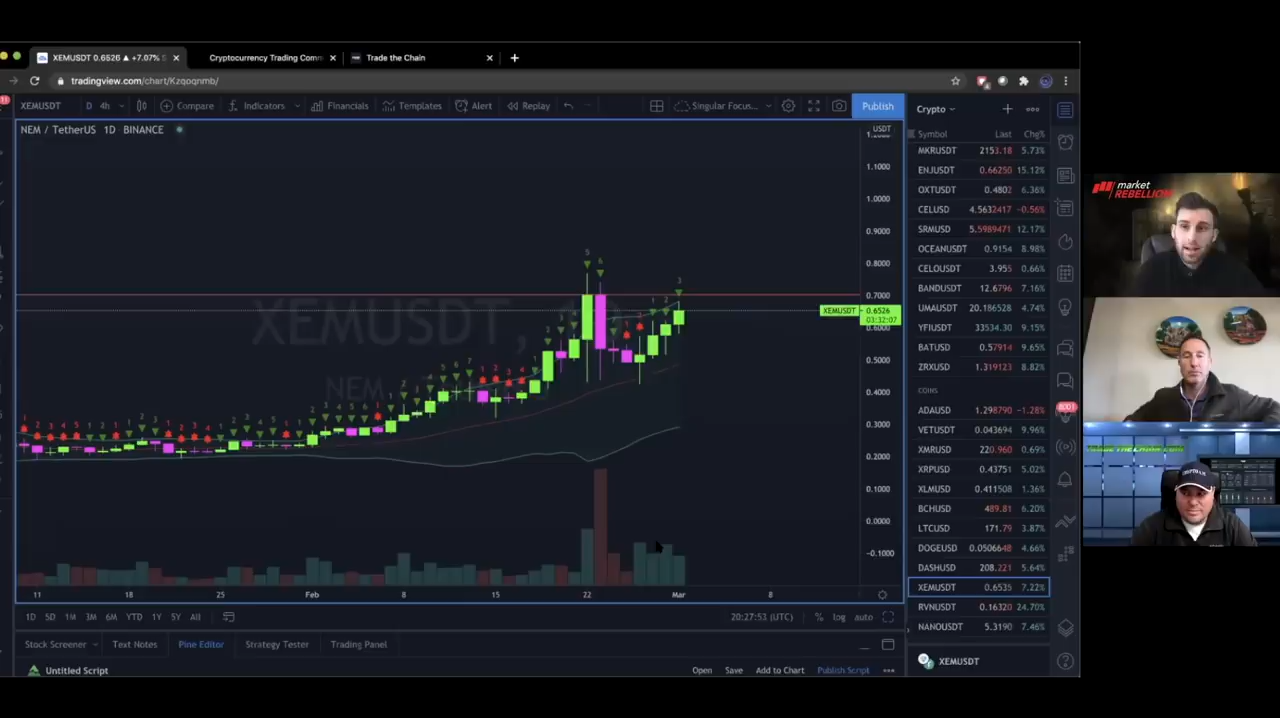 XEMUSDT 0.6526 ▲ +7.07% S
Cryptocurrency Trading Comm
Trade the Chain
tradingview.com/chart/Kzqoqnmb/
XEMUSDT D 4h Compare Indicators Financials Templates Alert Replay Singular Focus... Publish
NEM / TetherUS 1D BINANCE
USDT
1.1000
1.0000
0.9000
0.8000
0.7000
XEMUSDT 0.6526
03:32:07
0.6000
0.5000
0.4000
0.3000
0.2000
0.1000
0.0000
-0.1000
11 18 25 Feb 8 15 22 Mar 8
1D 5D 1M 3M 6M YTD 1Y 5Y All
20:27:53 (UTC) % log auto
Stock Screener Text Notes Pine Editor Strategy Tester Trading Panel
Untitled Script
Open Save Add to Chart Publish Script
Crypto
Symbol Last Chg%
MKRUSDT 2153.18 5.73%
ENJUSDT 0.66250 15.12%
OXTUSDT 0.4802 6.36%
CELUSD 4.5632417 -0.56%
SRMUSD 5.5989471 12.17%
OCEANUSDT 0.9154 8.98%
CELOUSDT 3.955 0.66%
BANDUSDT 12.6796 7.16%
UMAUSDT 20.186528 4.74%
YFIUSDT 33534.30 9.15%
BATUSD 0.57914 9.65%
ZRXUSD 1.319123 8.82%
COINS
ADAUSD 1.298790 -1.28%
VETUSD 0.043694 9.96%
XMRUSD 220.960 0.69%
XRPUSD 0.43751 5.02%
XLMUSD 0.411508 1.36%
BCHUSD 489.81 6.20%
LTCUSD 171.79 3.87%
DOGEUSD 0.0506648 4.66%
DASHUSD 208.221 5.64%
XEMUSDT 0.6535 7.22%
RVNUSDT 0.16320 24.70%
NANOUSDT 5.3190 7.46%
XEMUSDT
market
REBELLION